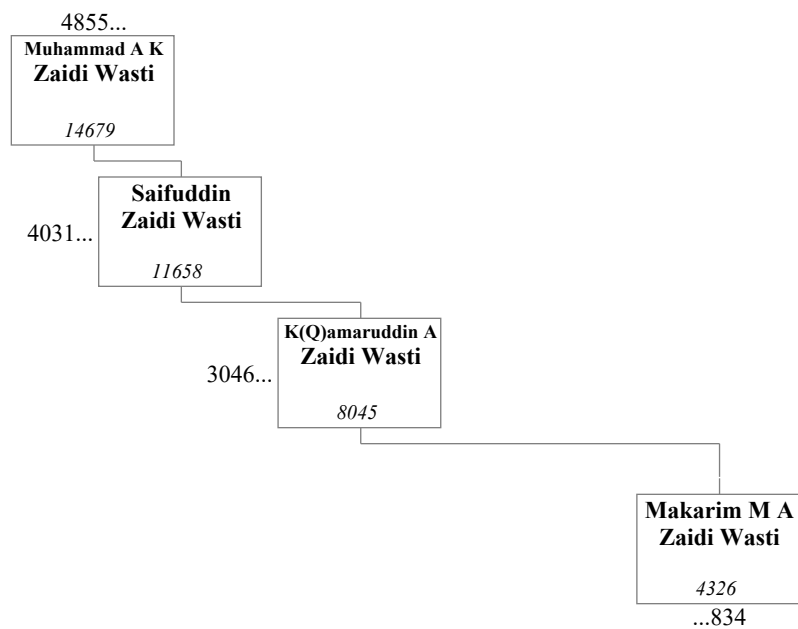 4855...
Muhammad A K
Zaidi Wasti
14679
Saifuddin
Zaidi Wasti
4031...
11658
K(Q)amaruddin A
Zaidi Wasti
3046...
8045
Makarim M A
Zaidi Wasti
4326
...834